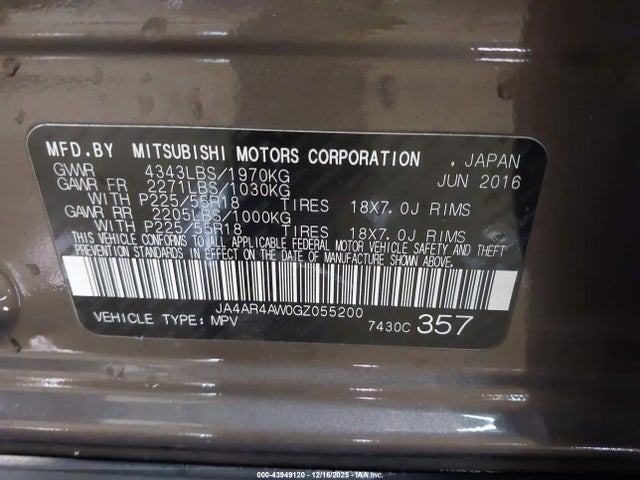 MFD.BY MITSUBISHI MOTORS CORPORATION , JAPAN
GVWR 4343LBS/1970KG JUN 2016
GAWR FR 2271LBS/1030KG
WITH P225/55R18 TIRES 18X7.0J RIMS
GAWR RR 2205LBS/1000KG
WITH P225/55R18 TIRES 18X7.0J RIMS
THIS VEHICLE CONFORMS TO ALL APPLICABLE FEDERAL MOTOR VEHICLE SAFETY AND THEFT
PREVENTION STANDARDS IN EFFECT ON THE DATE OF MANUFACTURE SHOWN ABOVE.
JA4AR4AW0GZ055200
VEHICLE TYPE: MPV 7430C 357
000-43949120 - 12/16/2025 - IAA Inc.